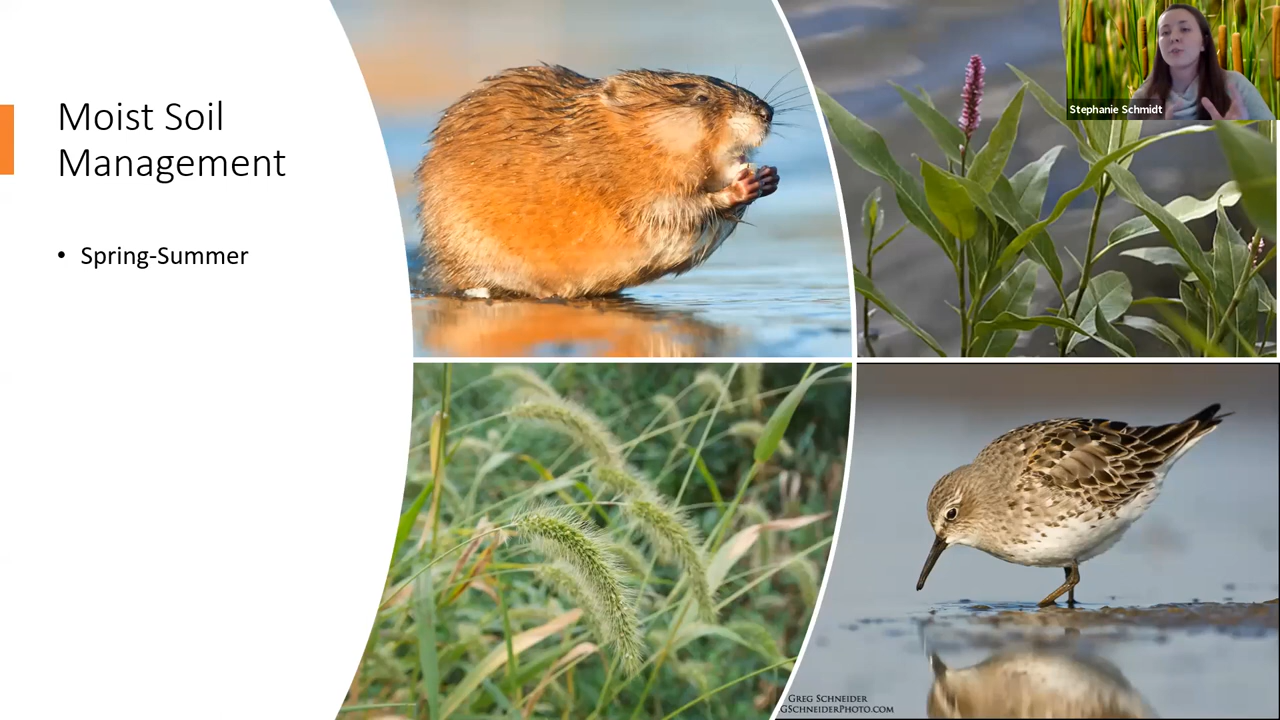 Moist Soil
Management
• Spring-Summer
Stephanie Schmidt
GREG SCHNEIDER
GSCHNEIDERPHOTO.COM